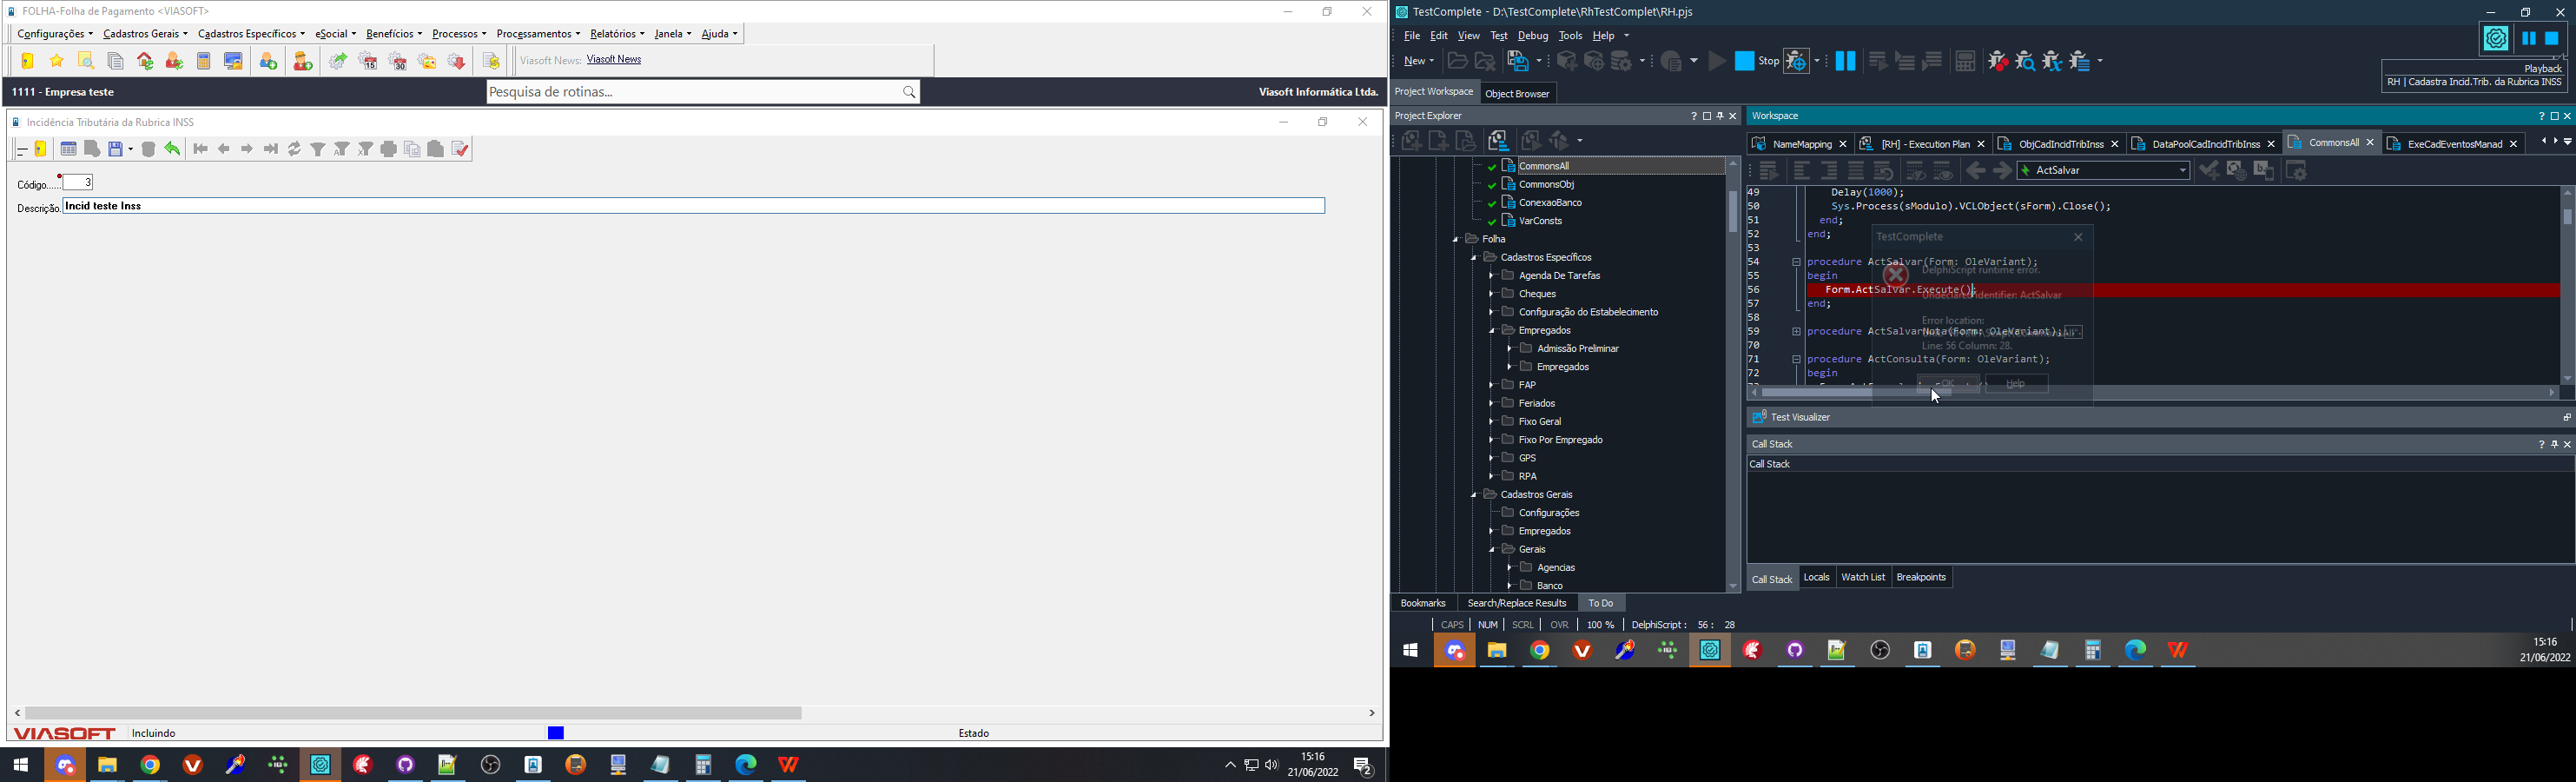 FOLHA-Folha de Pagamento <VIASOFT>
Configurações Cadastros Gerais Cadastros Específicos eSocial Benefícios Processos Processamentos Relatórios Janela Ajuda
Viasoft News: Viasoft News
1111 - Empresa teste
Pesquisa de rotinas...
Viasoft Informática Ltda.
Incidência Tributária da Rubrica INSS
Código...... 3
Descrição. Incid teste Inss
VIASOFT
Incluindo
Estado
15:16
21/06/2022
2
TestComplete - D:\TestComplete\RhTestComplet\RH.pjs
File Edit View Test Debug Tools Help
New
Stop
Playback
RH | Cadastra Incid.Trib. da Rubrica INSS
Project Workspace
Object Browser
Project Explorer
CommonsAll
CommonsObj
ConexaoBanco
VarConsts
Folha
Cadastros Específicos
Agenda De Tarefas
Cheques
Configuração do Estabelecimento
Empregados
Admissão Preliminar
Empregados
FAP
Feriados
Fixo Geral
Fixo Por Empregado
GPS
RPA
Cadastros Gerais
Configurações
Empregados
Gerais
Agencias
Banco
Workspace
NameMapping
[RH] - Execution Plan
ObjCadIncidTribInss
DataPoolCadIncidTribInss
CommonsAll
ExeCadEventosManad
ActSalvar
49 Delay(1000);
50 Sys.Process(sModulo).VCLObject(sForm).Close();
51 end;
52 end;
53
54 procedure ActSalvar(Form: OleVariant);
55 begin
56 Form.ActSalvar.Execute();
57 end;
58
59 procedure ActSalvarNota(Form: OleVariant);
70
71 procedure ActConsulta(Form: OleVariant);
72 begin
TestComplete
DelphiScript runtime error.
Undeclared identifier: ActSalvar
Error location:
Line: 56 Column: 28.
OK
Help
Test Visualizer
Call Stack
Call Stack
Call Stack Locals Watch List Breakpoints
Bookmarks Search/Replace Results To Do
CAPS NUM SCRL OVR 100 % DelphiScript : 56 : 28
15:16
21/06/2022